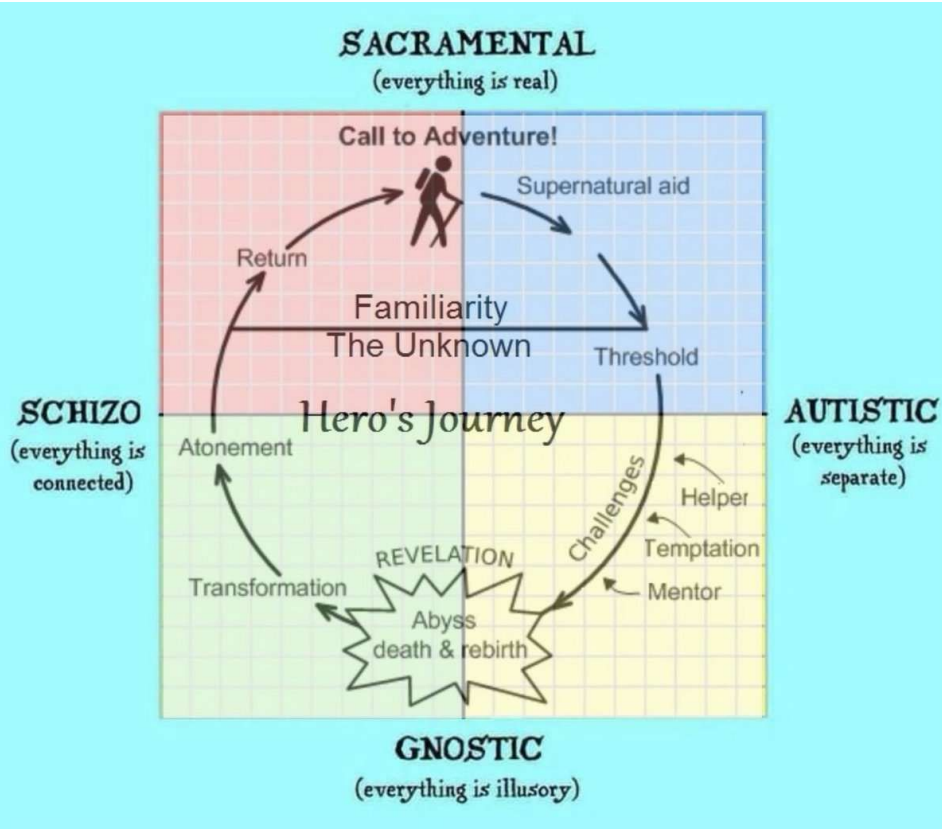 SACRAMENTAL
(everything is real)
Call to Adventure!
Supernatural aid
Return
Familiarity
The Unknown
Threshold
SCHIZO
(everything is
connected)
AUTISTIC
(everything is
separate)
Hero's Journey
Atonement
Challenges
Helper
Temptation
Mentor
REVELATION
Transformation
Abyss
death & rebirth
GNOSTIC
(everything is illusory)